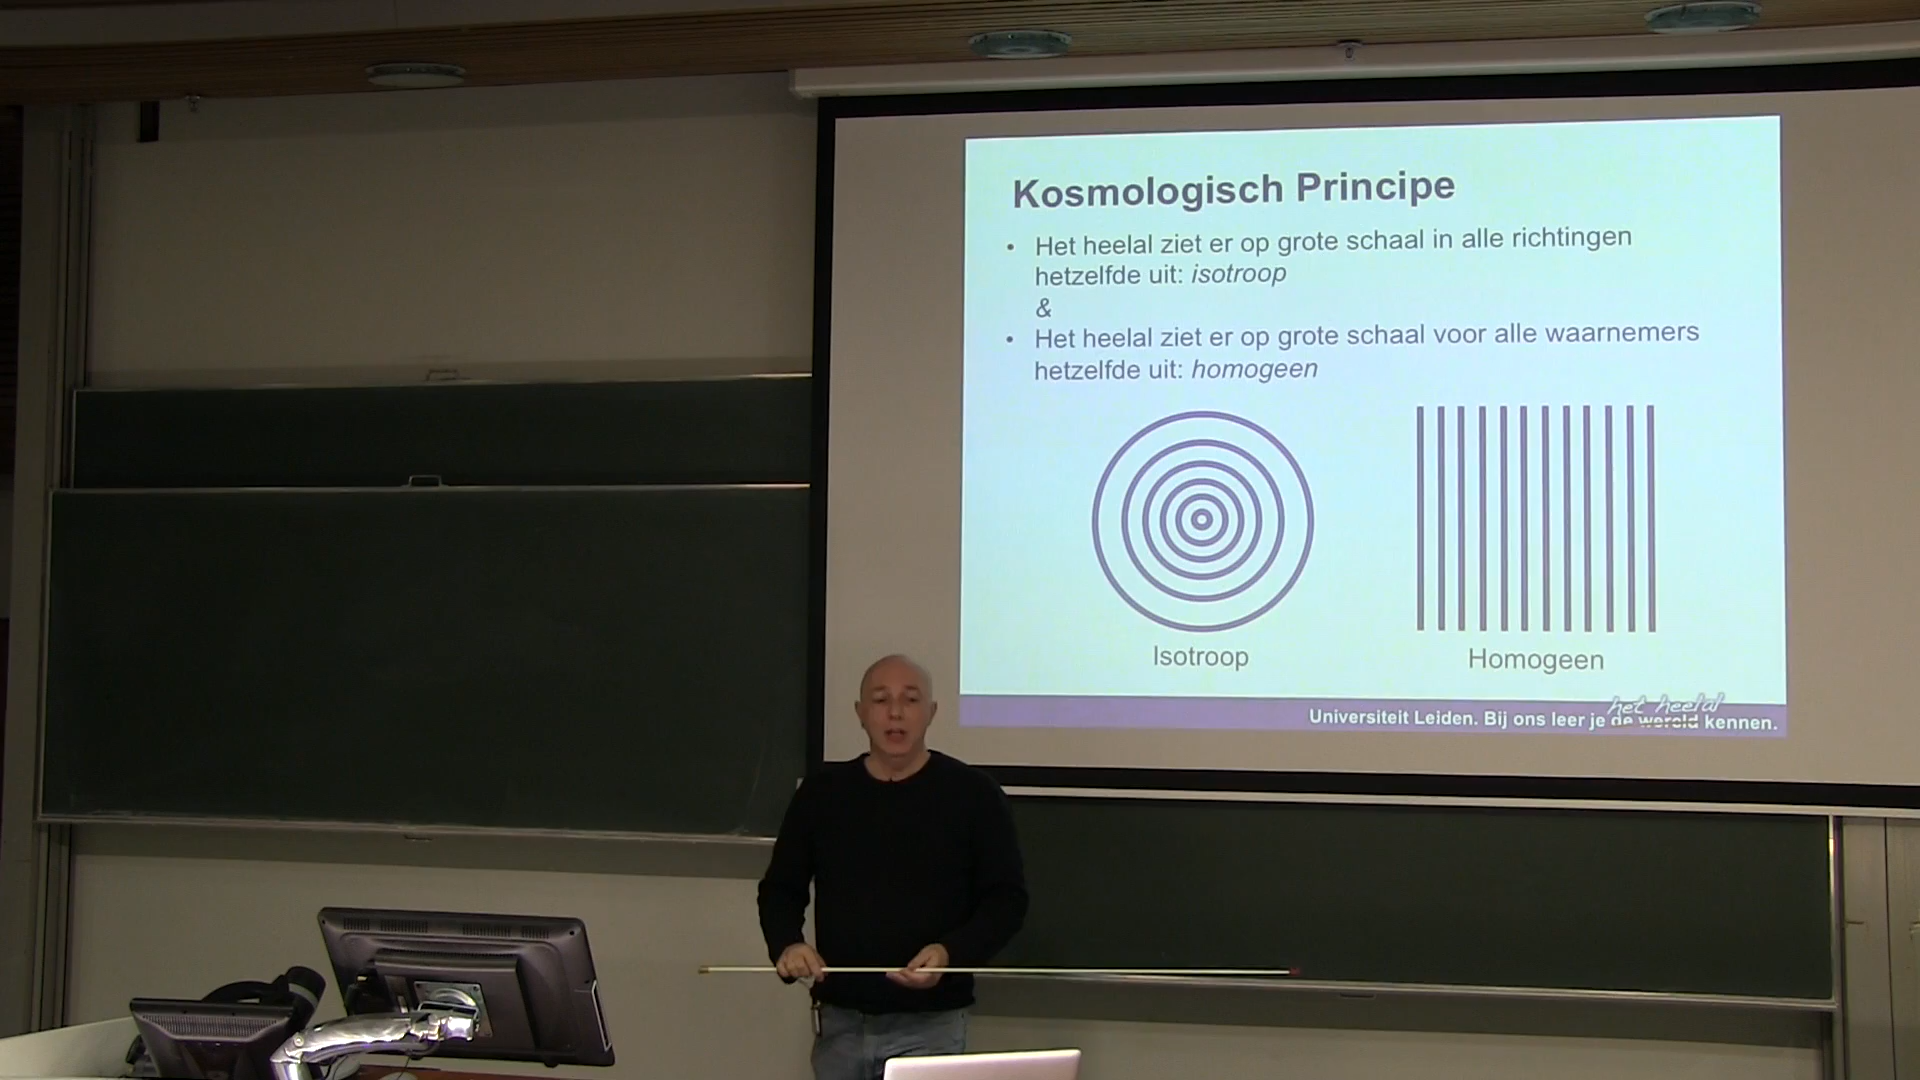 Kosmologisch Principe
• Het heelal ziet er op grote schaal in alle richtingen
hetzelfde uit: isotroop
&
• Het heelal ziet er op grote schaal voor alle waarnemers
hetzelfde uit: homogeen
Isotroop
Homogeen
het heelal
Universiteit Leiden. Bij ons leer je de wereld kennen.